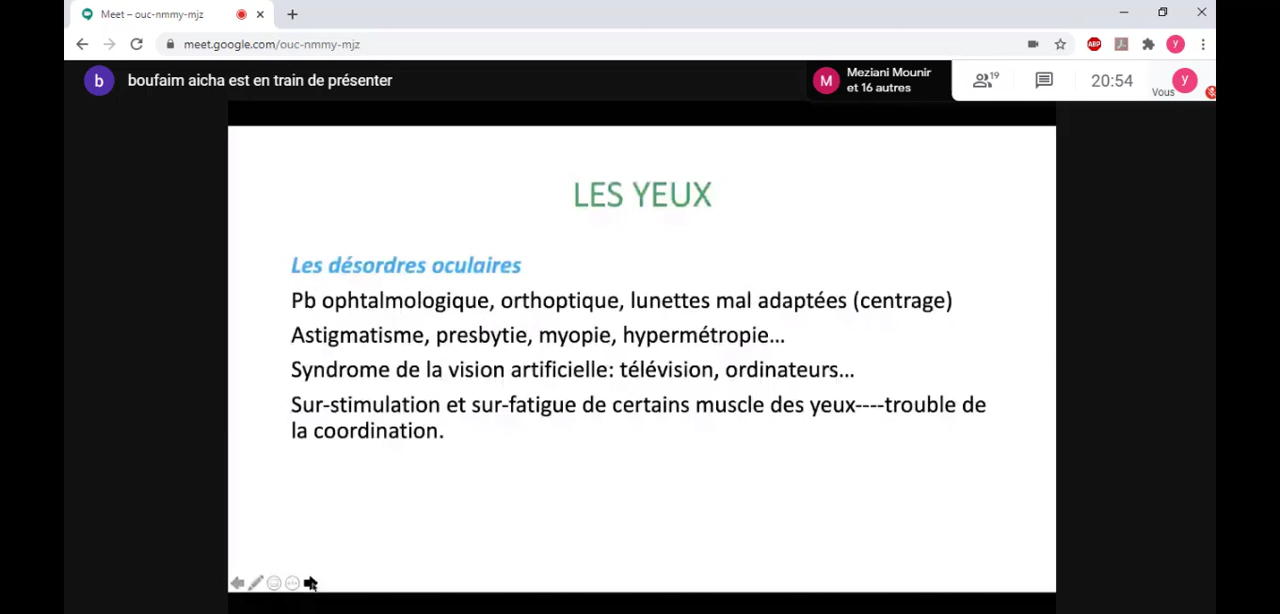 Meet – ouc-nmmy-mjz
meet.google.com/ouc-nmmy-mjz
ABP
y
b
boufaim aicha est en train de présenter
M
Meziani Mounir
et 16 autres
19
20:54
Vous
y
LES YEUX
Les désordres oculaires
Pb ophtalmologique, orthoptique, lunettes mal adaptées (centrage)
Astigmatisme, presbytie, myopie, hypermétropie...
Syndrome de la vision artificielle: télévision, ordinateurs...
Sur-stimulation et sur-fatigue de certains muscle des yeux----trouble de
la coordination.